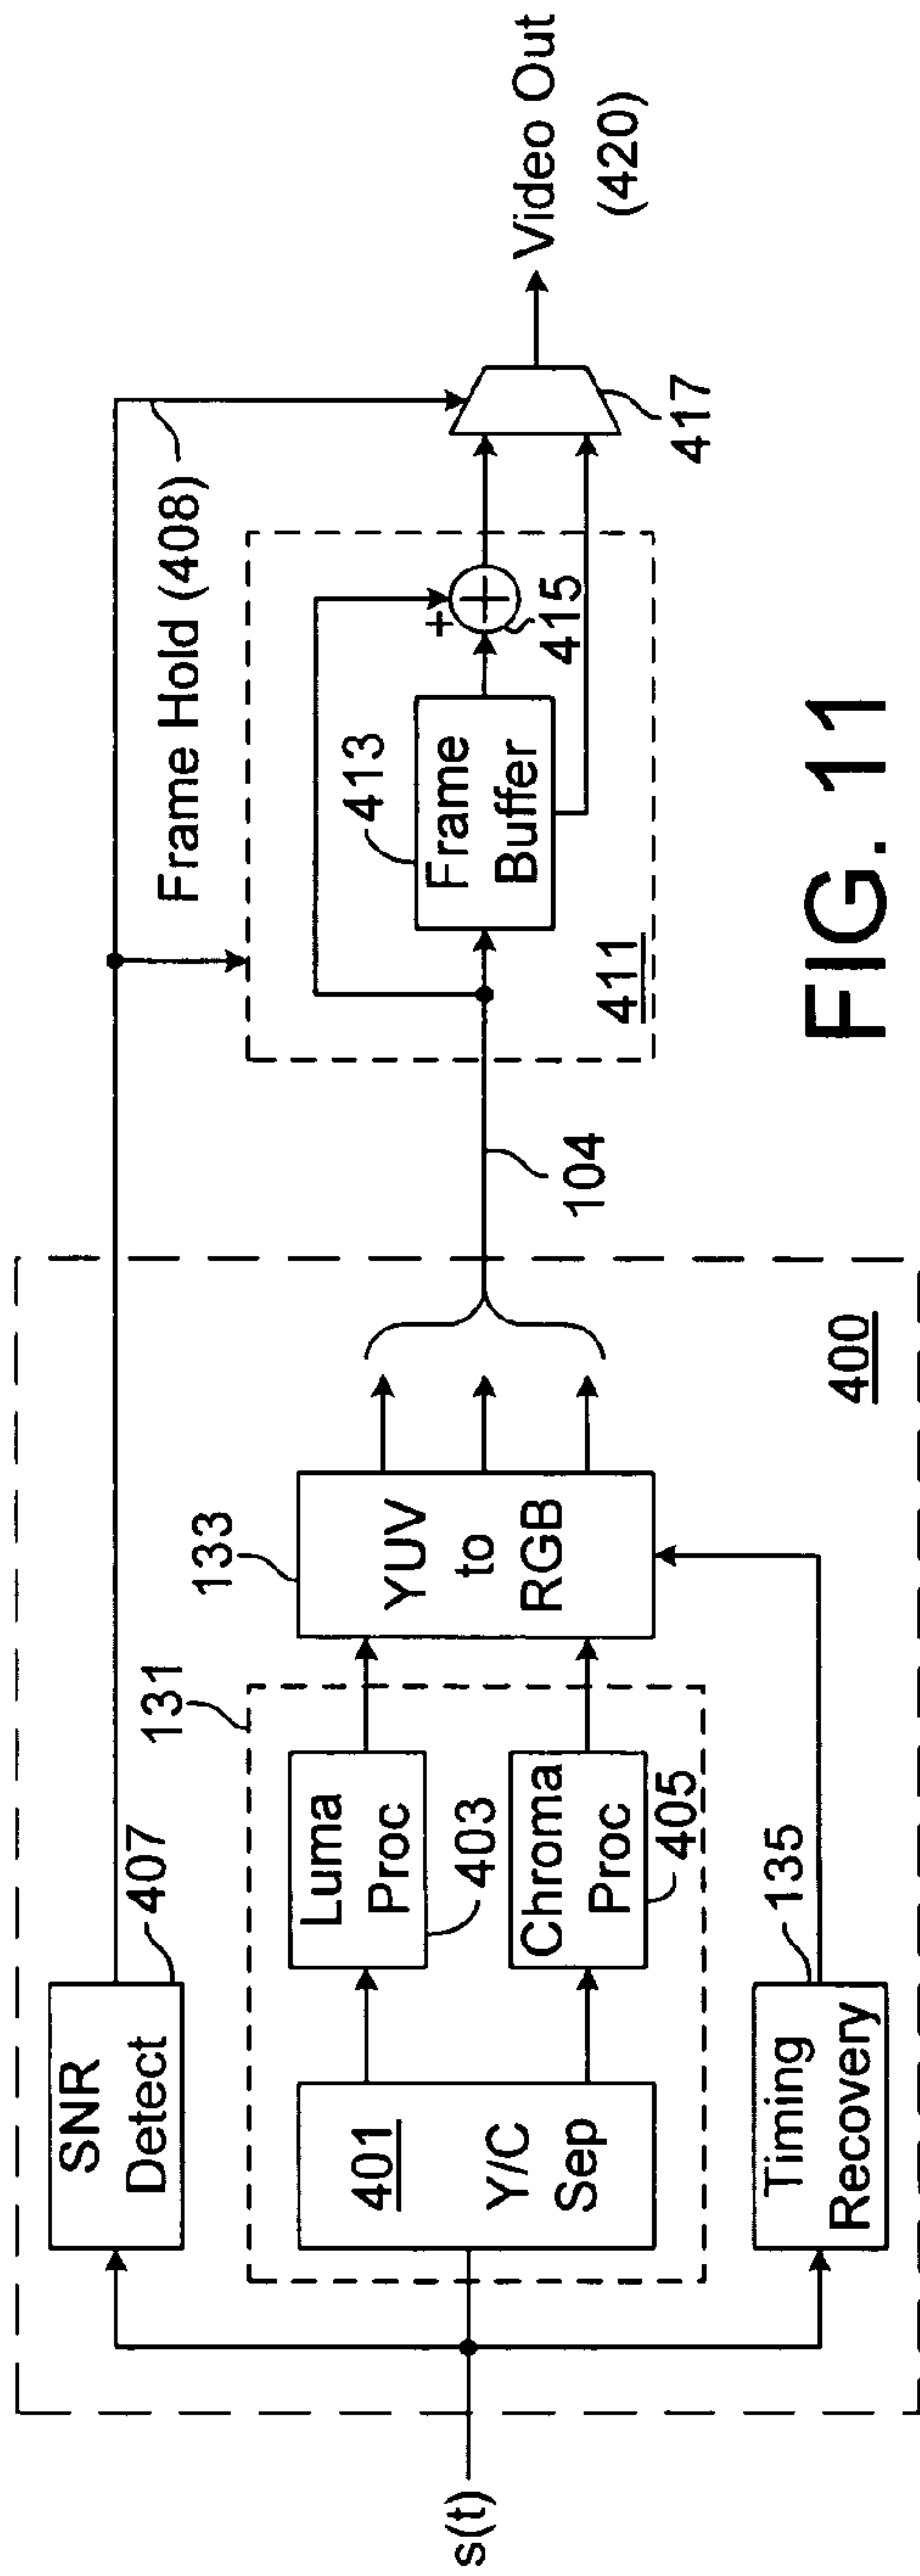 s(t)
SNR
Detect
407
401
Y/C
Sep
Luma
Proc
403
Chroma
Proc
405
131
Timing
Recovery
135
133
YUV
to
RGB
400
104
Frame Hold (408)
411
413
Frame
Buffer
+
415
417
Video Out
(420)
FIG. 11